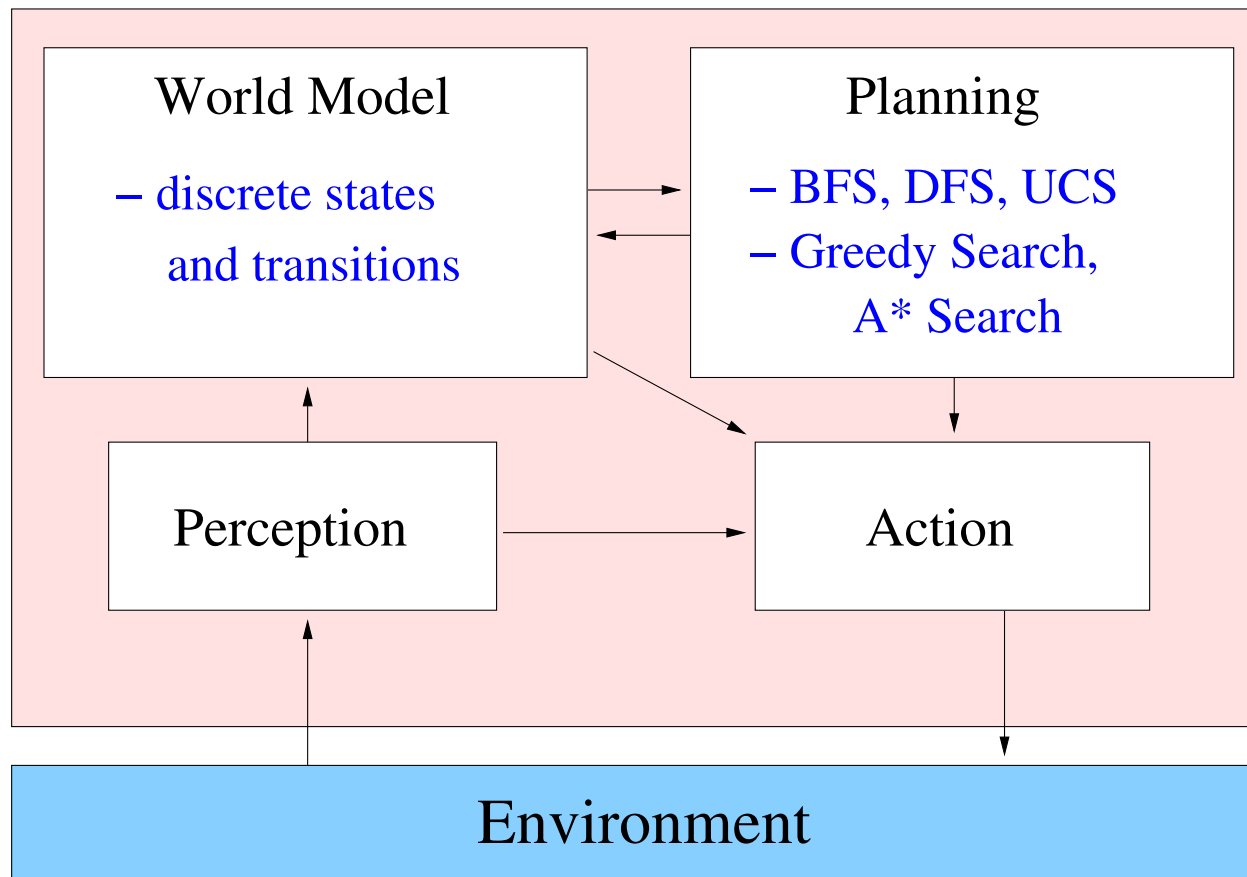 World Model
– discrete states
and transitions
Planning
– BFS, DFS, UCS
– Greedy Search,
A* Search
Perception
Action
Environment